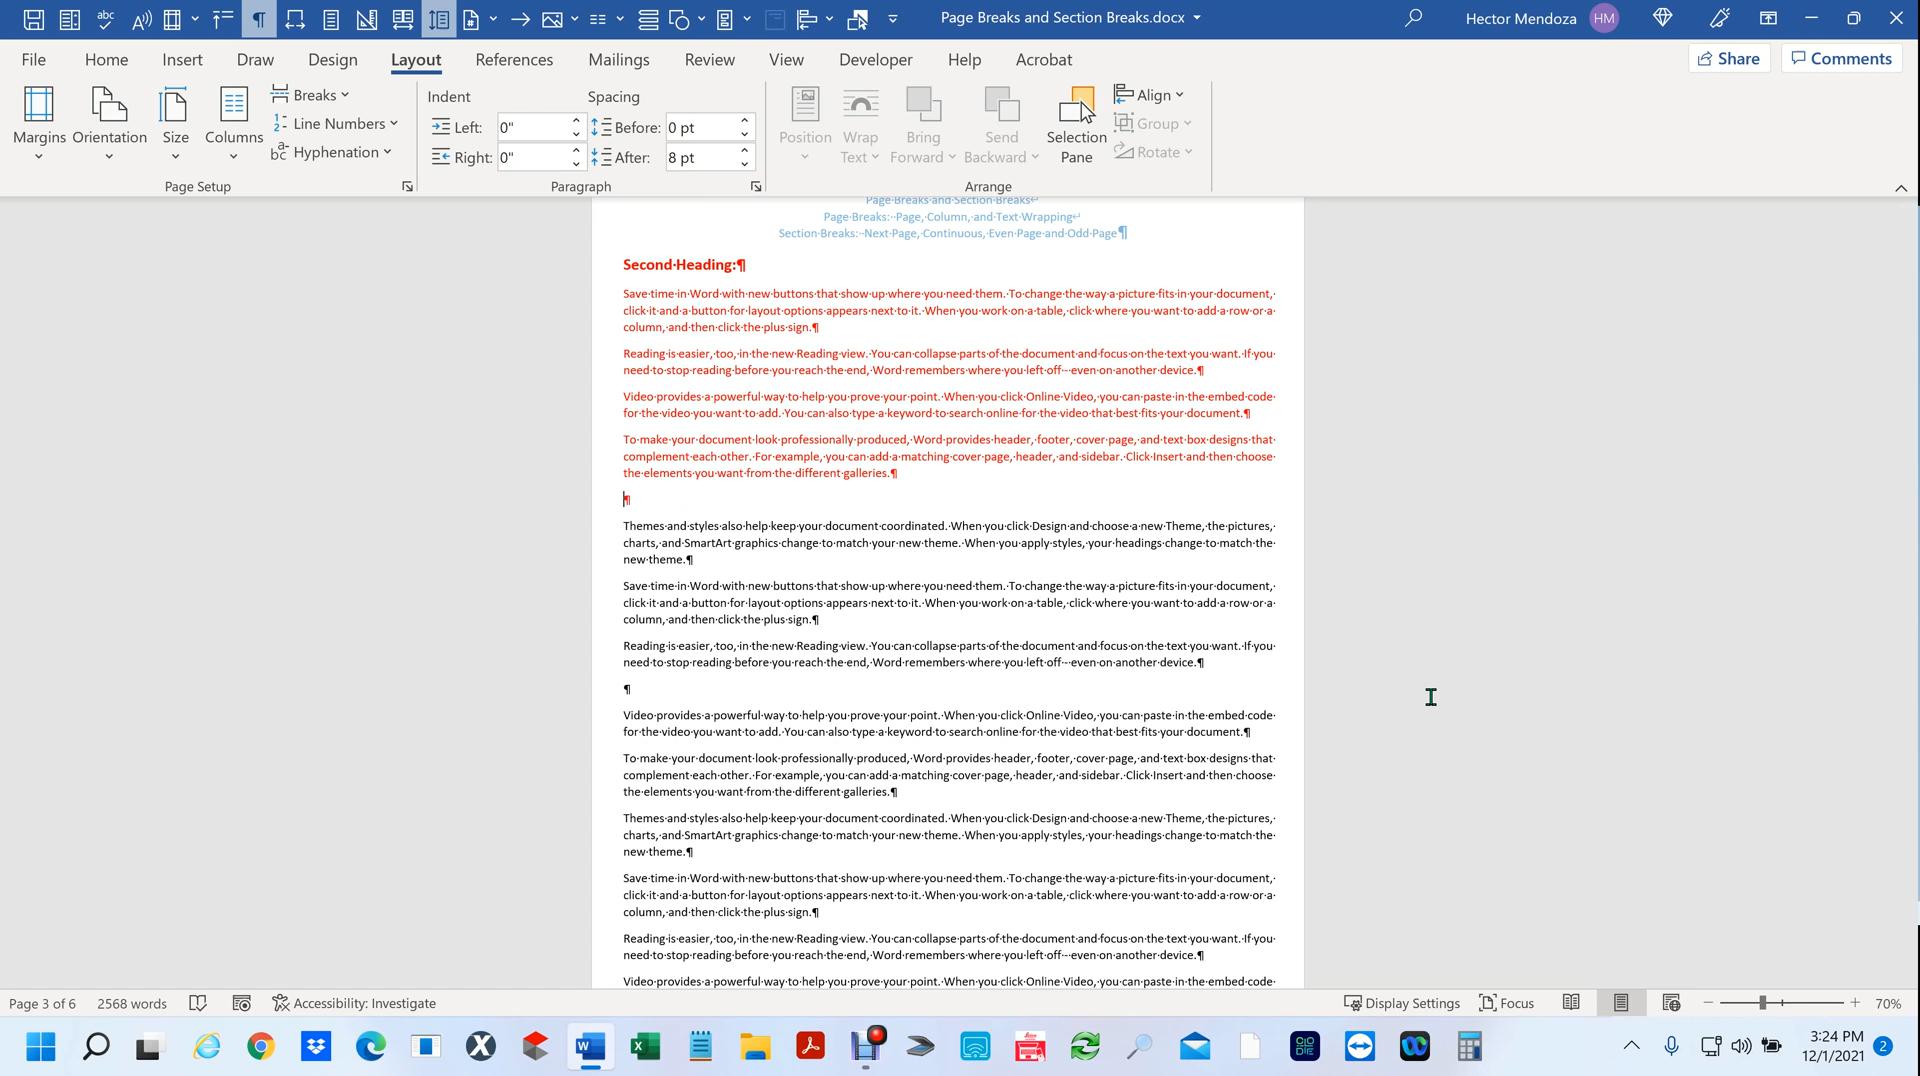 abc
A))
Page Breaks and Section Breaks.docx
Hector Mendoza
HM
File
Home
Insert
Draw
Design
Layout
References
Mailings
Review
View
Developer
Help
Acrobat
Share
Comments
Margins
Orientation
Size
Columns
Breaks
Line Numbers
Hyphenation
Page Setup
Indent
Spacing
Left:
0"
Before:
0 pt
Right:
0"
After:
8 pt
Paragraph
Position
Wrap
Text
Bring
Forward
Send
Backward
Selection
Pane
Align
Group
Rotate
Arrange
Page·Breaks·and·Section·Breaks↵
Page·Breaks:··Page,·Column,·and·Text·Wrapping↵
Section·Breaks:··Next·Page,·Continuous,·Even·Page·and·Odd·Page¶
Second·Heading:¶
Save·time·in·Word·with·new·buttons·that·show·up·where·you·need·them.·To·change·the·way·a·picture·fits·in·your·document,·
click·it·and·a·button·for·layout·options·appears·next·to·it.·When·you·work·on·a·table,·click·where·you·want·to·add·a·row·or·a·
column,·and·then·click·the·plus·sign.¶
Reading·is·easier,·too,·in·the·new·Reading·view.·You·can·collapse·parts·of·the·document·and·focus·on·the·text·you·want.·If·you·
need·to·stop·reading·before·you·reach·the·end,·Word·remembers·where·you·left·off·-·even·on·another·device.¶
Video·provides·a·powerful·way·to·help·you·prove·your·point.·When·you·click·Online·Video,·you·can·paste·in·the·embed·code·
for·the·video·you·want·to·add.·You·can·also·type·a·keyword·to·search·online·for·the·video·that·best·fits·your·document.¶
To·make·your·document·look·professionally·produced,·Word·provides·header,·footer,·cover·page,·and·text·box·designs·that·
complement·each·other.·For·example,·you·can·add·a·matching·cover·page,·header,·and·sidebar.·Click·Insert·and·then·choose·
the·elements·you·want·from·the·different·galleries.¶
¶
Themes·and·styles·also·help·keep·your·document·coordinated.·When·you·click·Design·and·choose·a·new·Theme,·the·pictures,·
charts,·and·SmartArt·graphics·change·to·match·your·new·theme.·When·you·apply·styles,·your·headings·change·to·match·the·
new·theme.¶
Save·time·in·Word·with·new·buttons·that·show·up·where·you·need·them.·To·change·the·way·a·picture·fits·in·your·document,·
click·it·and·a·button·for·layout·options·appears·next·to·it.·When·you·work·on·a·table,·click·where·you·want·to·add·a·row·or·a·
column,·and·then·click·the·plus·sign.¶
Reading·is·easier,·too,·in·the·new·Reading·view.·You·can·collapse·parts·of·the·document·and·focus·on·the·text·you·want.·If·you·
need·to·stop·reading·before·you·reach·the·end,·Word·remembers·where·you·left·off·-·even·on·another·device.¶
¶
Video·provides·a·powerful·way·to·help·you·prove·your·point.·When·you·click·Online·Video,·you·can·paste·in·the·embed·code·
for·the·video·you·want·to·add.·You·can·also·type·a·keyword·to·search·online·for·the·video·that·best·fits·your·document.¶
To·make·your·document·look·professionally·produced,·Word·provides·header,·footer,·cover·page,·and·text·box·designs·that·
complement·each·other.·For·example,·you·can·add·a·matching·cover·page,·header,·and·sidebar.·Click·Insert·and·then·choose·
the·elements·you·want·from·the·different·galleries.¶
Themes·and·styles·also·help·keep·your·document·coordinated.·When·you·click·Design·and·choose·a·new·Theme,·the·pictures,·
charts,·and·SmartArt·graphics·change·to·match·your·new·theme.·When·you·apply·styles,·your·headings·change·to·match·the·
new·theme.¶
Save·time·in·Word·with·new·buttons·that·show·up·where·you·need·them.·To·change·the·way·a·picture·fits·in·your·document,·
click·it·and·a·button·for·layout·options·appears·next·to·it.·When·you·work·on·a·table,·click·where·you·want·to·add·a·row·or·a·
column,·and·then·click·the·plus·sign.¶
Reading·is·easier,·too,·in·the·new·Reading·view.·You·can·collapse·parts·of·the·document·and·focus·on·the·text·you·want.·If·you·
need·to·stop·reading·before·you·reach·the·end,·Word·remembers·where·you·left·off·-·even·on·another·device.¶
Video·provides·a·powerful·way·to·help·you·prove·your·point.·When·you·click·Online·Video,·you·can·paste·in·the·embed·code·
Page 3 of 6
2568 words
Accessibility: Investigate
Display Settings
Focus
70%
3:24 PM
12/1/2021
2